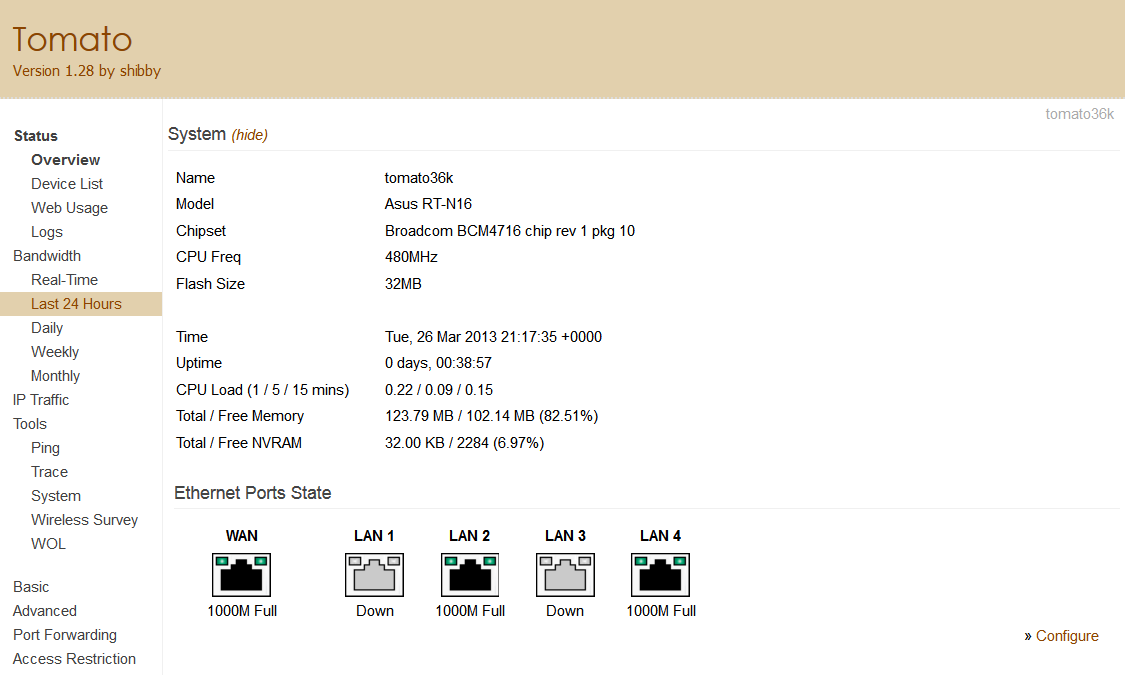 Tomato
Version 1.28 by shibby
tomato36k
Status
Overview
Device List
Web Usage
Logs
Bandwidth
Real-Time
Last 24 Hours
Daily
Weekly
Monthly
IP Traffic
Tools
Ping
Trace
System
Wireless Survey
WOL
Basic
Advanced
Port Forwarding
Access Restriction
System (hide)
Name tomato36k
Model Asus RT-N16
Chipset Broadcom BCM4716 chip rev 1 pkg 10
CPU Freq 480MHz
Flash Size 32MB
Time Tue, 26 Mar 2013 21:17:35 +0000
Uptime 0 days, 00:38:57
CPU Load (1 / 5 / 15 mins) 0.22 / 0.09 / 0.15
Total / Free Memory 123.79 MB / 102.14 MB (82.51%)
Total / Free NVRAM 32.00 KB / 2284 (6.97%)
Ethernet Ports State
WAN LAN 1 LAN 2 LAN 3 LAN 4
1000M Full Down 1000M Full Down 1000M Full
» Configure